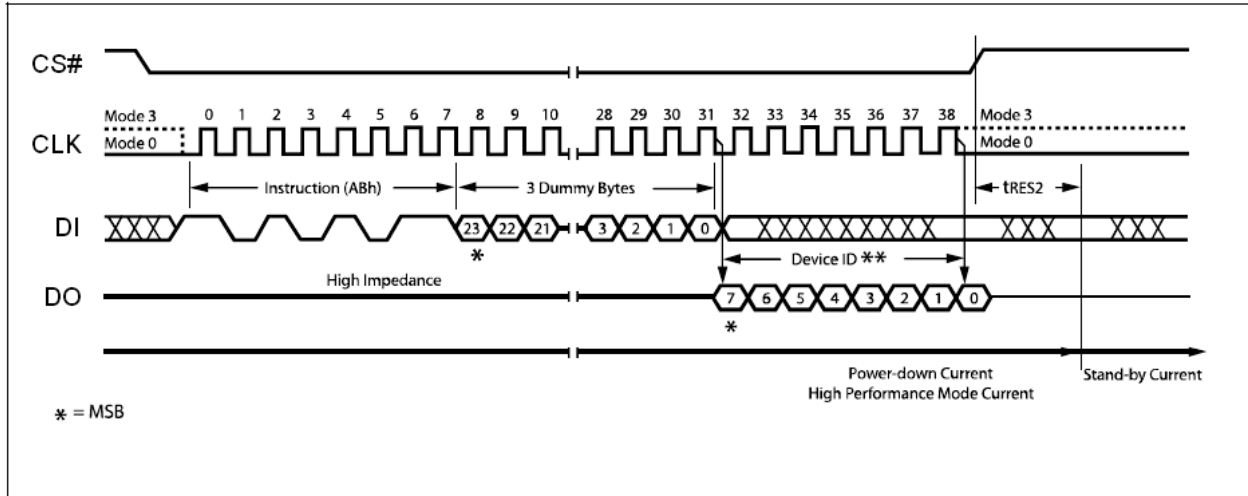 CS#
Mode 3 0 1 2 3 4 5 6 7 8 9 10 28 29 30 31 32 33 34 35 36 37 38 Mode 3
CLK Mode 0 Mode 0
Instruction (ABh) 3 Dummy Bytes tRES2
DI 23 22 21 3 2 1 0
* Device ID **
High Impedance
DO 7 6 5 4 3 2 1 0
*
Power-down Current Stand-by Current
High Performance Mode Current
* = MSB